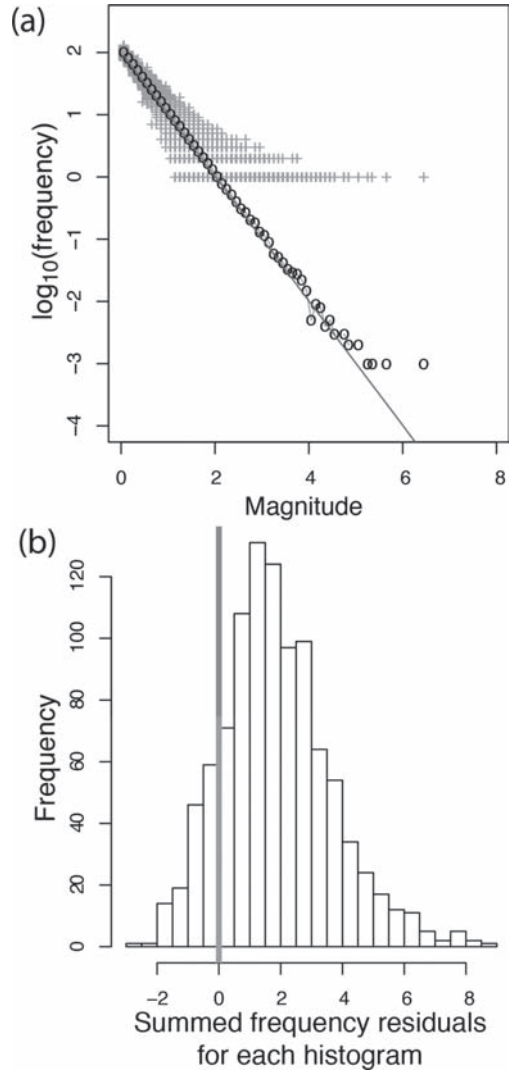 (a)
2
1
0
-1
-2
-3
-4
log10(frequency)
0 2 4 6 8
Magnitude
(b)
120
100
80
60
40
20
0
Frequency
-2 0 2 4 6 8
Summed frequency residuals
for each histogram